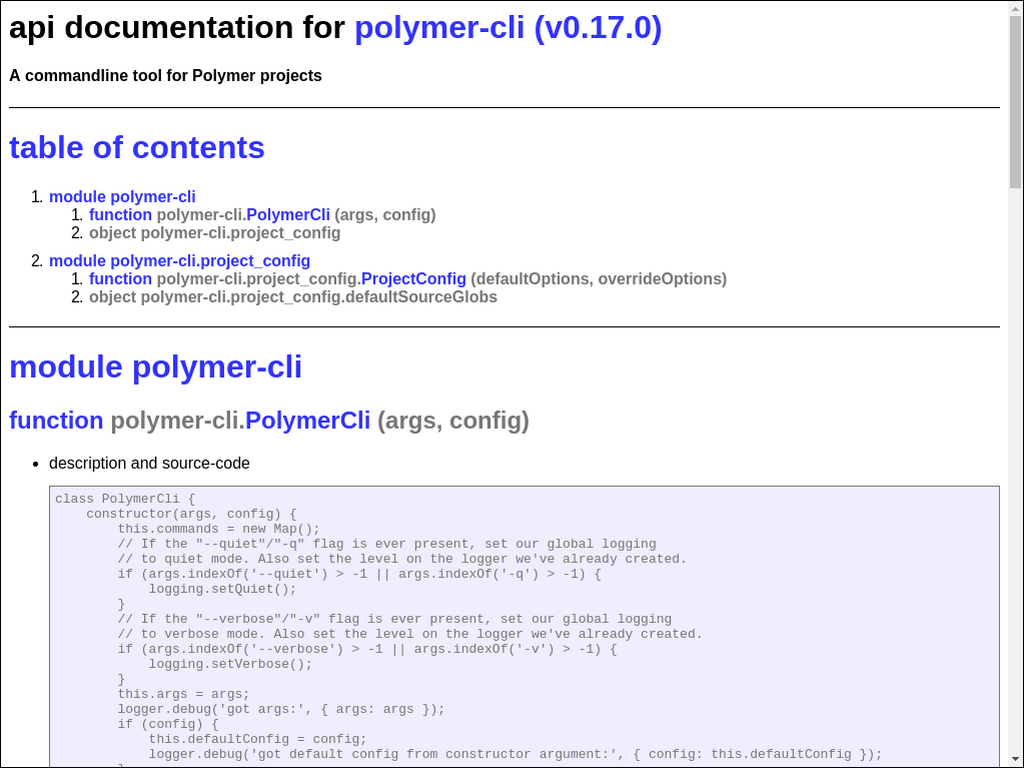 api documentation for polymer-cli (v0.17.0)
A commandline tool for Polymer projects
table of contents
1. module polymer-cli
1. function polymer-cli.PolymerCli (args, config)
2. object polymer-cli.project_config
2. module polymer-cli.project_config
1. function polymer-cli.project_config.ProjectConfig (defaultOptions, overrideOptions)
2. object polymer-cli.project_config.defaultSourceGlobs
module polymer-cli
function polymer-cli.PolymerCli (args, config)
• description and source-code
class PolymerCli {
    constructor(args, config) {
        this.commands = new Map();
        // If the "--quiet"/"-q" flag is ever present, set our global logging
        // to quiet mode. Also set the level on the logger we've already created.
        if (args.indexOf('--quiet') > -1 || args.indexOf('-q') > -1) {
            logging.setQuiet();
        }
        // If the "--verbose"/"-v" flag is ever present, set our global logging
        // to verbose mode. Also set the level on the logger we've already created.
        if (args.indexOf('--verbose') > -1 || args.indexOf('-v') > -1) {
            logging.setVerbose();
        }
        this.args = args;
        logger.debug('got args:', { args: args });
        if (config) {
            this.defaultConfig = config;
            logger.debug('got default config from constructor argument:', { config: this.defaultConfig });